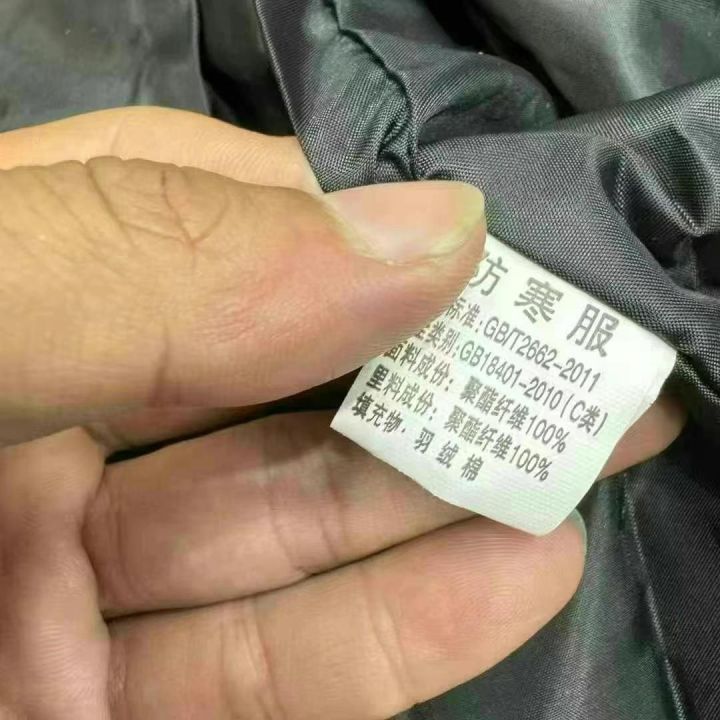 防寒服
标准:GB/T2662-2011
类别:GB18401-2010(C类)
面料成份:聚酯纤维100%
里料成份:聚酯纤维100%
填充物:羽绒棉